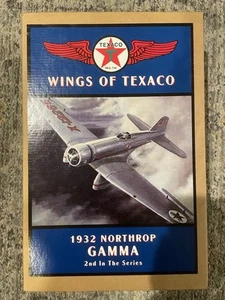 TEXACO
WINGS OF TEXACO
1932 NORTHROP
GAMMA
2nd In The Series